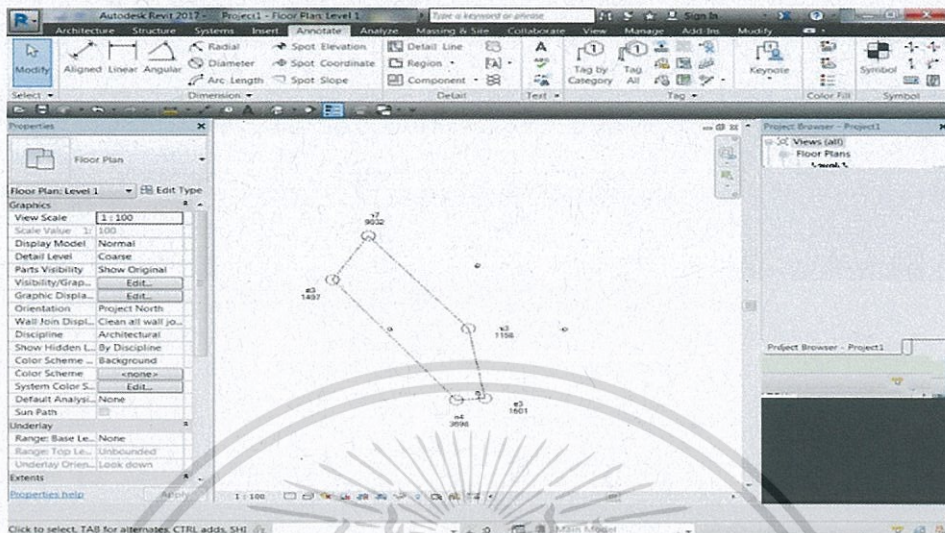 Autodesk Revit 2017 - Project1 - Floor Plan: Level 1
Type a keyword or phrase
Sign In
Architecture Structure Systems Insert Annotate Analyze Massing & Site Collaborate View Manage Add-Ins Modify
Modify
Aligned Linear Angular
Radial
Diameter
Arc Length
Spot Elevation
Spot Coordinate
Spot Slope
Detail Line
Region
Component
A
Tag by Category
Tag All
Keynote
Symbol
Select
Dimension
Detail
Text
Tag
Color Fill
Symbol
Properties
Floor Plan
Floor Plan: Level 1
Edit Type
Graphics
View Scale 1 : 100
Scale Value 1: 100
Display Model Normal
Detail Level Coarse
Parts Visibility Show Original
Visibility/Grap... Edit...
Graphic Displa... Edit...
Orientation Project North
Wall Join Displ... Clean all wall jo...
Discipline Architectural
Show Hidden L... By Discipline
Color Scheme ... Background
Color Scheme <none>
System Color S... Edit...
Default Analysi... None
Sun Path
Underlay
Range: Base Le... None
Range: Top Le... Unbounded
Underlay Orien... Look down
Extents
Properties help
Apply
1497
1601
1 : 100
Project Browser - Project1
Views (all)
Floor Plans
Project Browser - Project1
Click to select, TAB for alternates, CTRL adds, SHI
Main Model